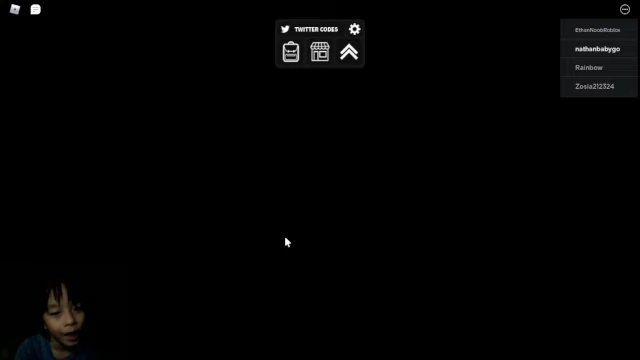 TWITTER CODES
EthanNoobRoblox
nathanbabygo
Rainbow
Zosia212324